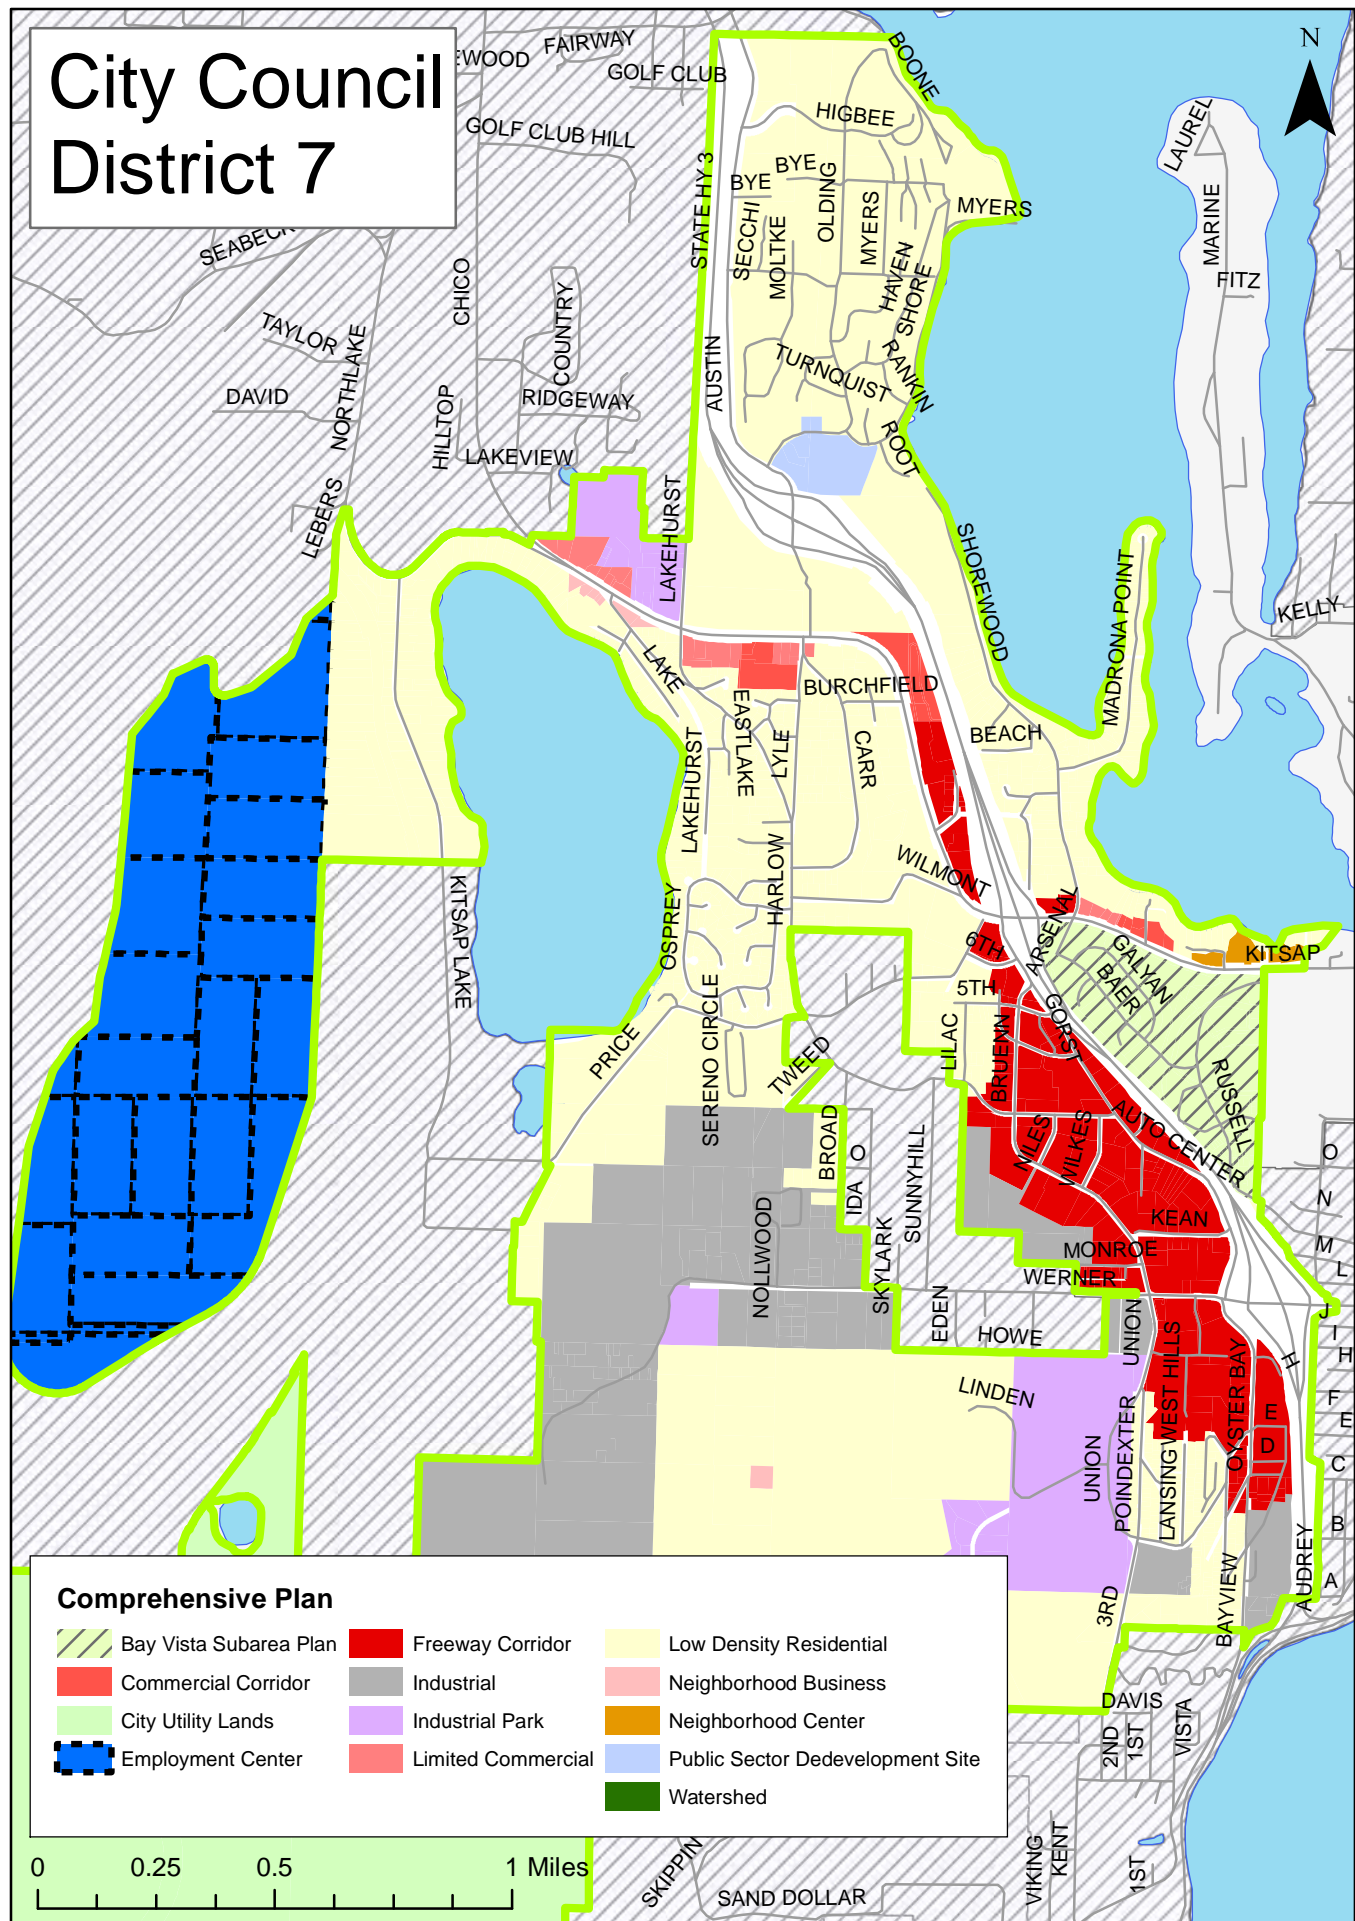 City Council
District 7
EWOOD
FAIRWAY
GOLF CLUB
BOONE
N
GOLF CLUB HILL
HIGBEE
LAUREL
STATE HY 3
BYE
BYE
OLDING
MYERS
MYERS
MARINE
SEABECK
SECCHI
MOLTKE
HAVEN
SHORE
FITZ
CHICO
TAYLOR
NORTHLAKE
COUNTRY
AUSTIN
TURNQUIST
RANKIN
DAVID
HILLTOP
RIDGEWAY
ROOT
LAKEVIEW
LEBERS
LAKEHURST
SHOREWOOD
MADRONA POINT
KELLY
LAKE
BURCHFIELD
EASTLAKE
LAKEHURST
LYLE
CARR
BEACH
HARLOW
WILMONT
KITSAP LAKE
OSPREY
ARSENAL
6TH
GALYAN
BAER
KITSAP
5TH
SERENO CIRCLE
GORST
PRICE
TWEED
LILAC
BRUENN
RUSSELL
AUTO CENTER
BROAD
O
IDA
SUNNYHILL
NILES
WILKES
O
N
NOLLWOOD
SKYLARK
KEAN
M
MONROE
WERNER
L
EDEN
HOWE
UNION
J
I
H
H
WEST HILLS
LANSING
OYSTER BAY
LINDEN
F
E
E
D
UNION
POINDEXTER
C
B
AUDREY
A
3RD
BAYVIEW
Comprehensive Plan
Bay Vista Subarea Plan
Commercial Corridor
City Utility Lands
Employment Center
Freeway Corridor
Industrial
Industrial Park
Limited Commercial
Low Density Residential
Neighborhood Business
Neighborhood Center
Public Sector Dedevelopment Site
Watershed
DAVIS
2ND
1ST
VISTA
VIKING
KENT
1ST
SKIPPIN
SAND DOLLAR
0 0.25 0.5 1 Miles